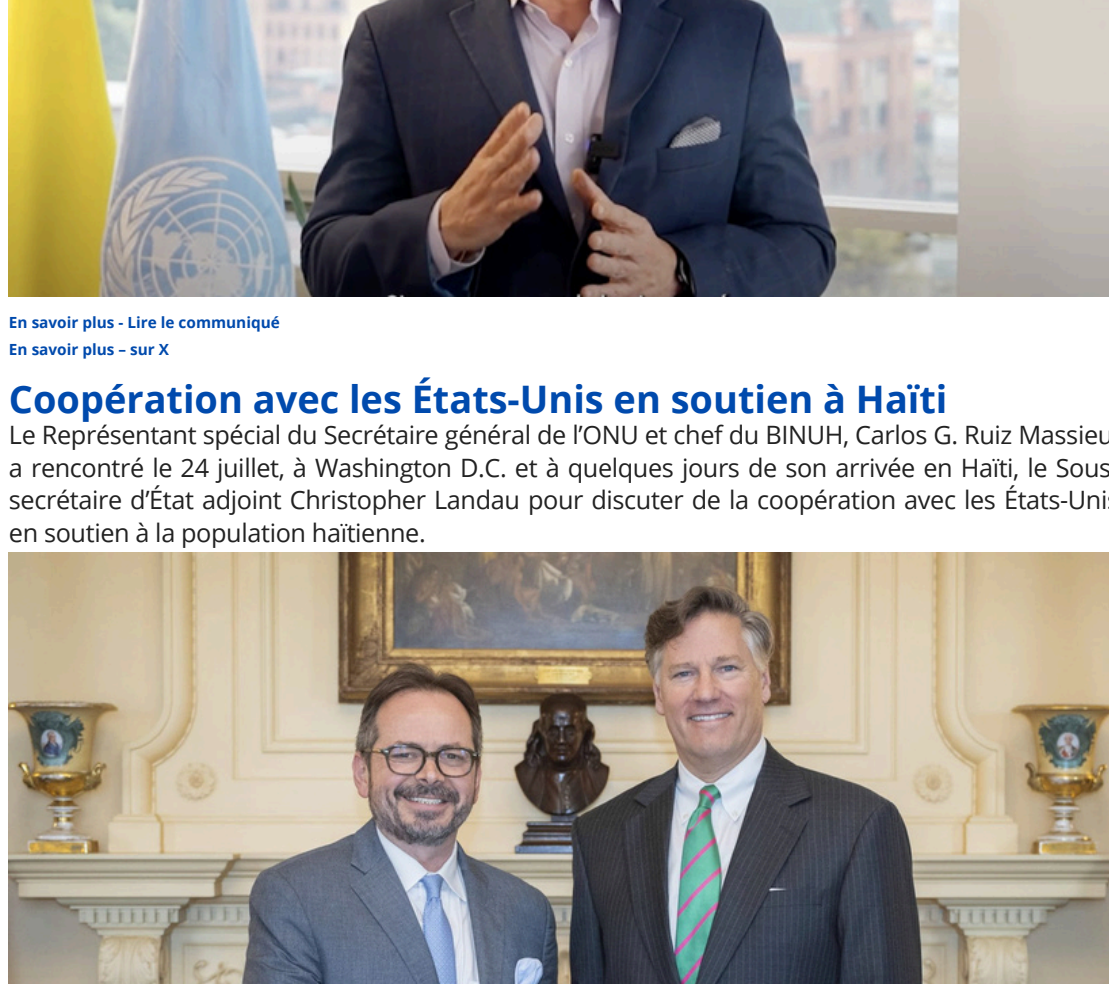 En savoir plus - Lire le communiqué
En savoir plus – sur X
Coopération avec les États-Unis en soutien à Haïti
Le Représentant spécial du Secrétaire général de l’ONU et chef du BINUH, Carlos G. Ruiz Massieu
a rencontré le 24 juillet, à Washington D.C. et à quelques jours de son arrivée en Haïti, le Sous
secrétaire d’État adjoint Christopher Landau pour discuter de la coopération avec les États-Unis
en soutien à la population haïtienne.